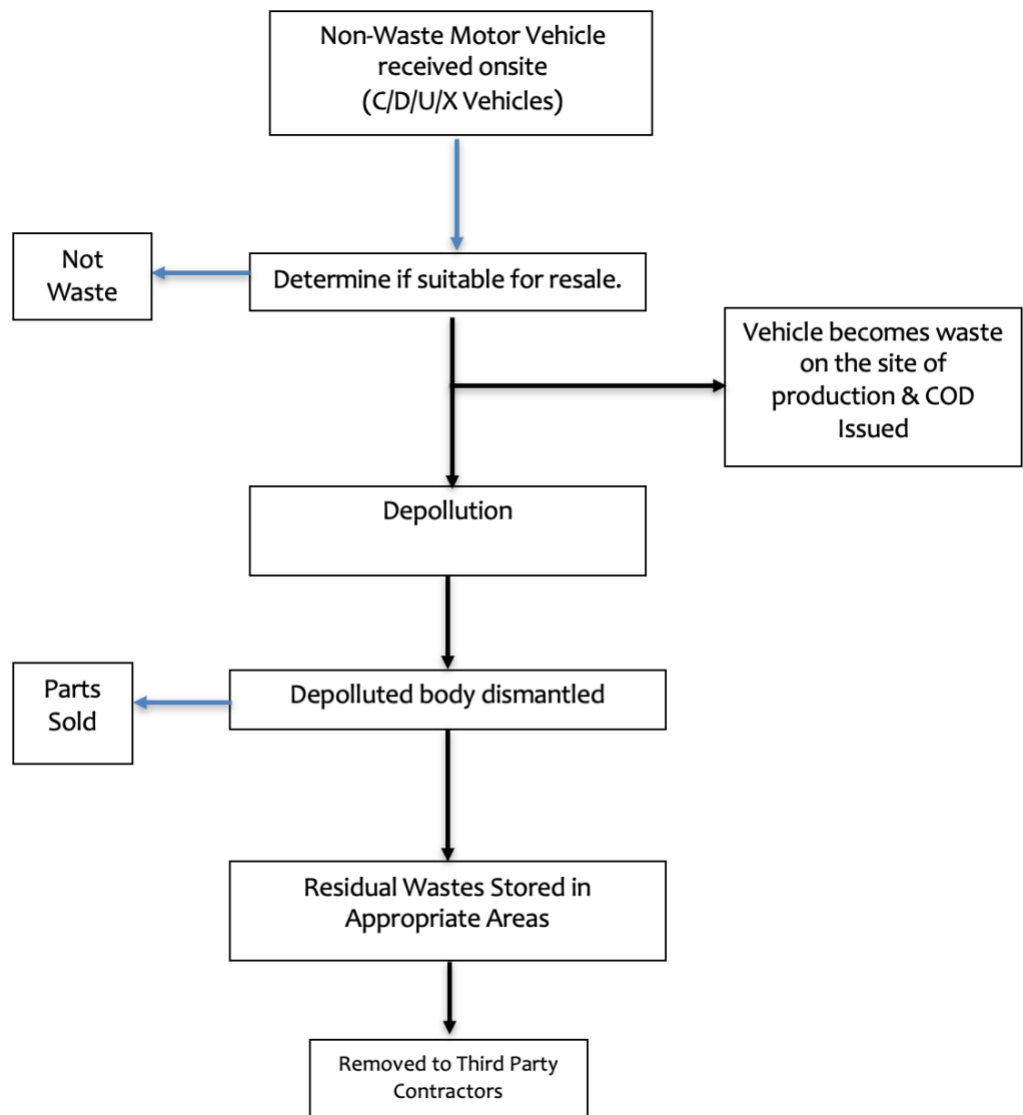 Non-Waste Motor Vehicle
received onsite
(C/D/U/X Vehicles)
Not
Waste
Determine if suitable for resale.
Vehicle becomes waste
on the site of
production & COD
Issued
Depollution
Parts
Sold
Depolluted body dismantled
Residual Wastes Stored in
Appropriate Areas
Removed to Third Party
Contractors